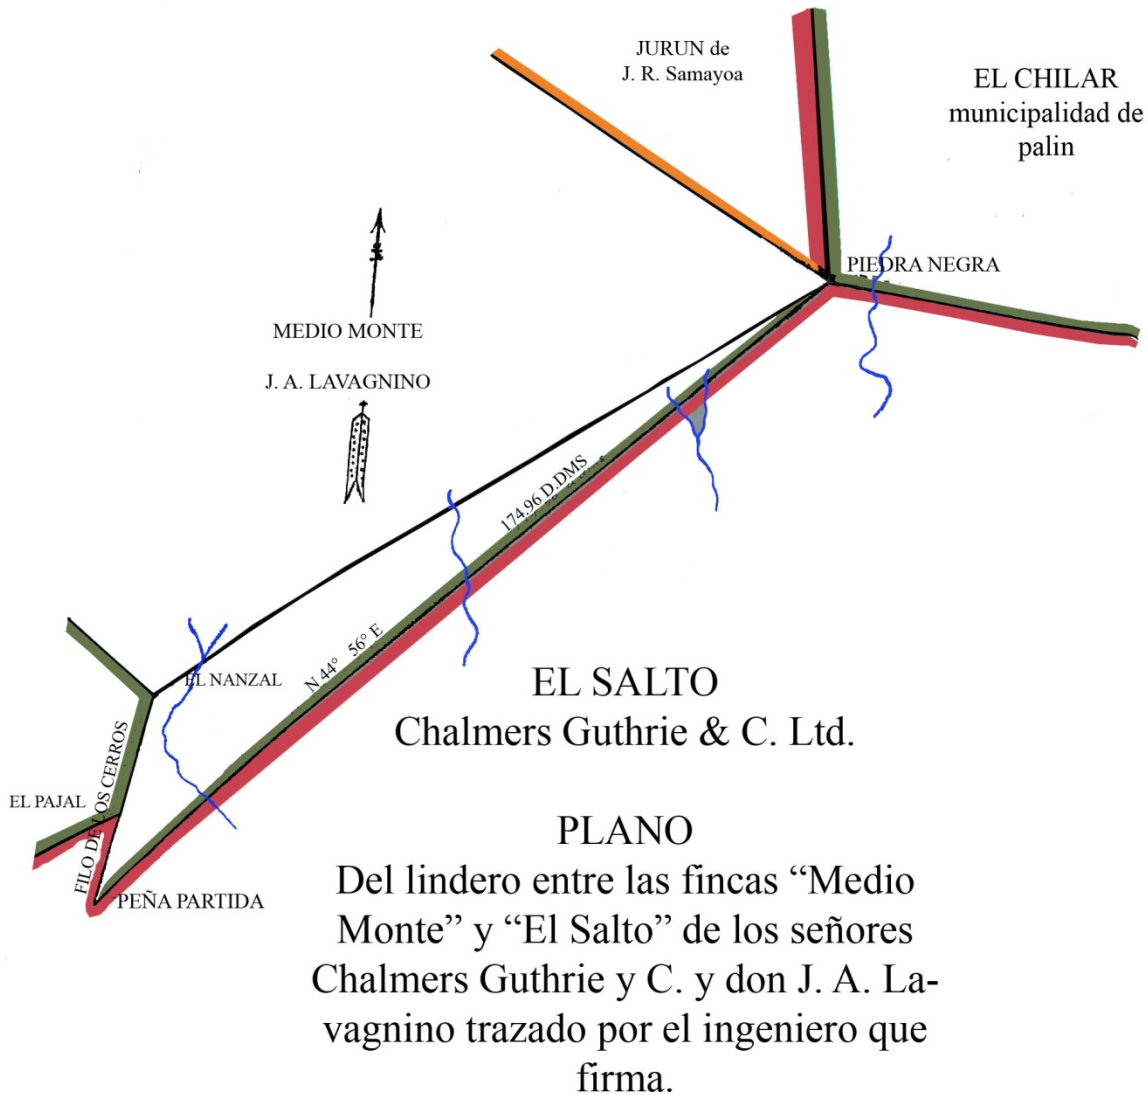 JURUN de
J. R. Samayoa
EL CHILAR
municipalidad de
palin
PIEDRA NEGRA
MEDIO MONTE
J. A. LAVAGNINO
174.96 D.DMS
N 44° 56° E
EL NANZAL
EL SALTO
Chalmers Guthrie & C. Ltd.
FILO DE LOS CERROS
EL PAJAL
PEÑA PARTIDA
PLANO
Del lindero entre las fincas “Medio
Monte” y “El Salto” de los señores
Chalmers Guthrie y C. y don J. A. La-
vagnino trazado por el ingeniero que
firma.